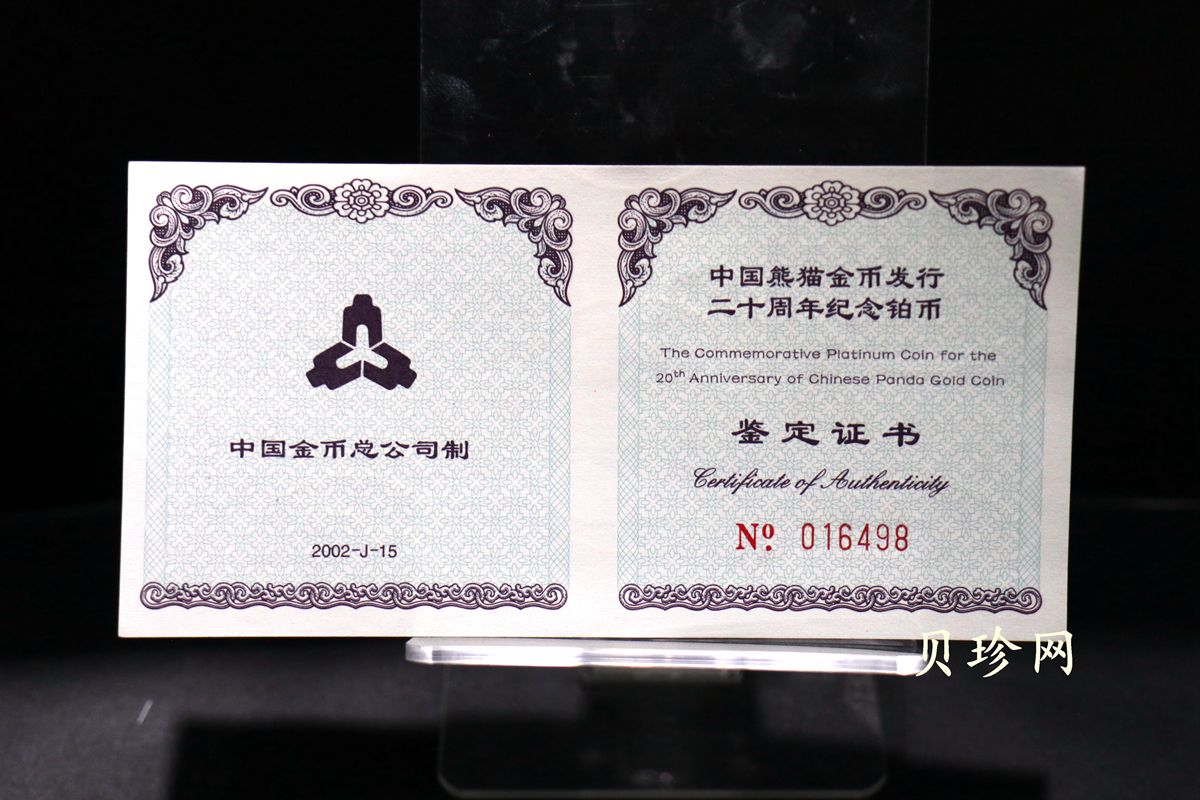 中国金币总公司制
2002-J-15
中国熊猫金币发行
二十周年纪念铂币
The Commemorative Platinum Coin for the
20th Anniversary of Chinese Panda Gold Coin
鉴定证书
Certificate of Authenticity
Nº 016498
贝珍网